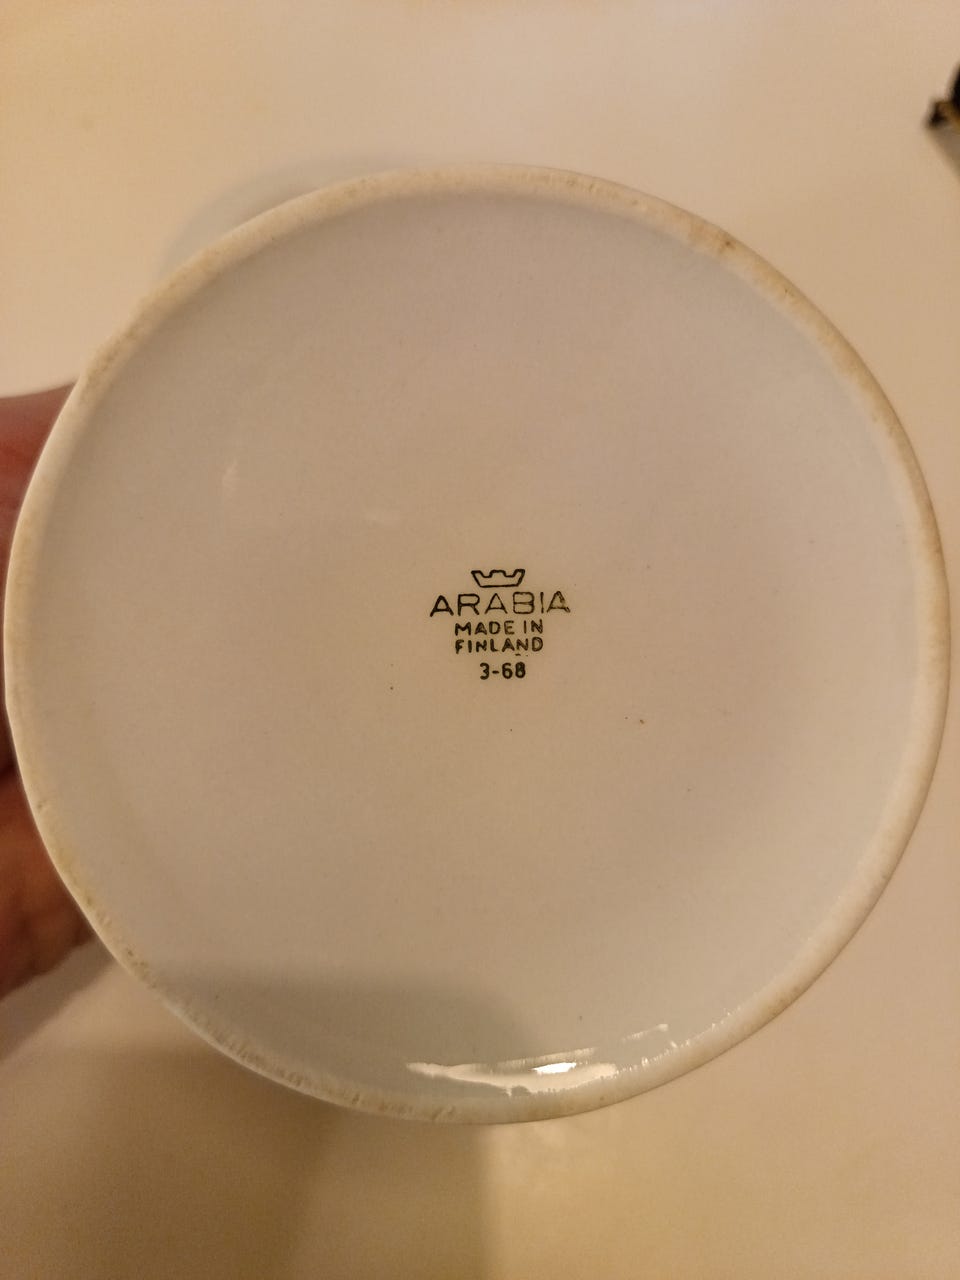 ARABIA
MADE IN
FINLAND
3-68